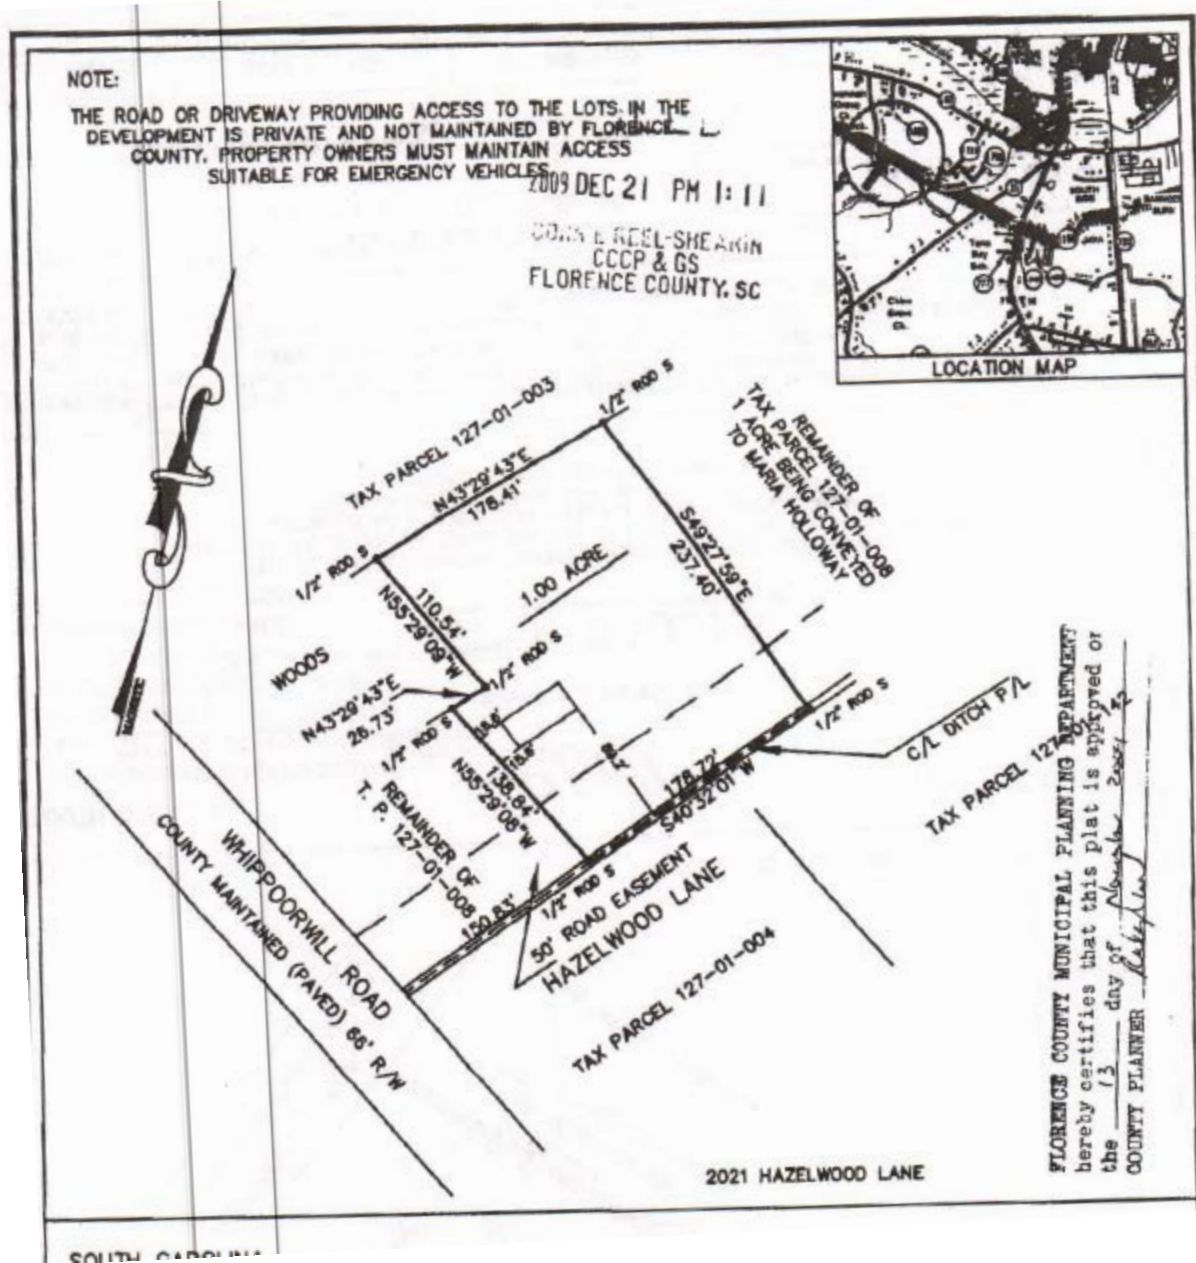 NOTE:
THE ROAD OR DRIVEWAY PROVIDING ACCESS TO THE LOTS IN THE
DEVELOPMENT IS PRIVATE AND NOT MAINTAINED BY FLORENCE
COUNTY. PROPERTY OWNERS MUST MAINTAIN ACCESS
SUITABLE FOR EMERGENCY VEHICLES
2009 DEC 21 PM 1:11
REEL-SHEARIN
CCCP & GS
FLORENCE COUNTY, SC
LOCATION MAP
TAX PARCEL 127-01-003
1/2" ROD S
N43°29'43"E
178.41'
REMAINDER OF
TAX PARCEL 127-01-008
1 ACRE BEING CONVEYED
TO MARIA HOLLOWAY
1/2" ROD S
S49°27'59"E
237.40'
1.00 ACRE
110.54'
N55°29'09"W
WOODS
1/2" ROD S
N43°29'43"E
26.73'
1/2" ROD S
138.84'
N55°29'08"W
1/2" ROD S
C/L DITCH P/L
178.72'
S40°32'01"W
REMAINDER OF
T. P. 127-01-008
150.83'
1/2" ROD S
50' ROAD EASEMENT
HAZELWOOD LANE
TAX PARCEL 127-01-004
WHIPPOORWILL ROAD
COUNTY MAINTAINED (PAVED) 66' R/W
MAGNETIC
TAX PARCEL
FLORENCE COUNTY MUNICIPAL PLANNING DEPARTMENT
hereby certifies that this plat is approved on
the 13 day of November
COUNTY PLANNER
2021 HAZELWOOD LANE
SOUTH CAROLINA